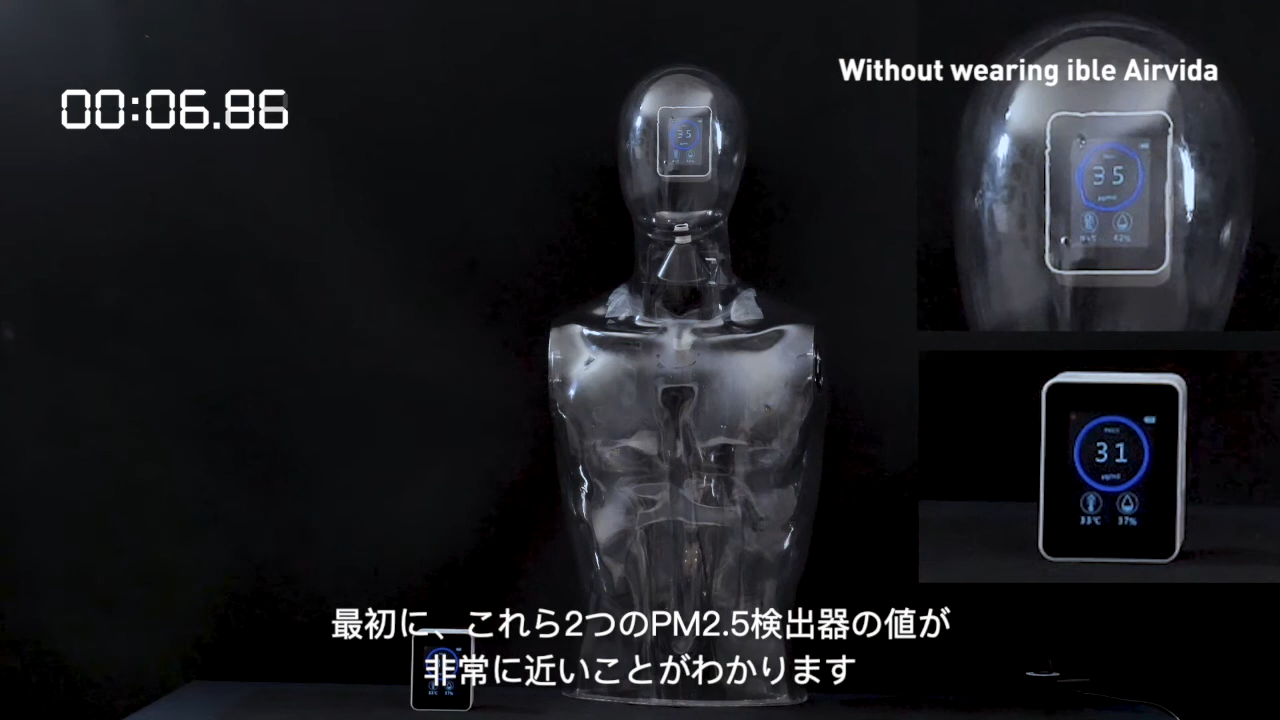 00:06.86
Without wearing ible Airvida
35
35
42%
31
33℃ 37%
最初に、これら2つのPM2.5検出器の値が
非常に近いことがわかります